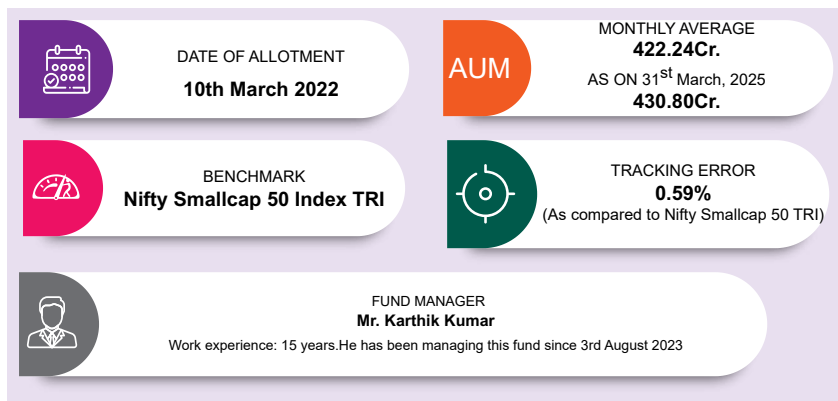 DATE OF ALLOTMENT
10th March 2022
AUM
MONTHLY AVERAGE
422.24Cr.
AS ON 31st March, 2025
430.80Cr.
BENCHMARK
Nifty Smallcap 50 Index TRI
TRACKING ERROR
0.59%
(As compared to Nifty Smallcap 50 TRI)
FUND MANAGER
Mr. Karthik Kumar
Work experience: 15 years.He has been managing this fund since 3rd August 2023